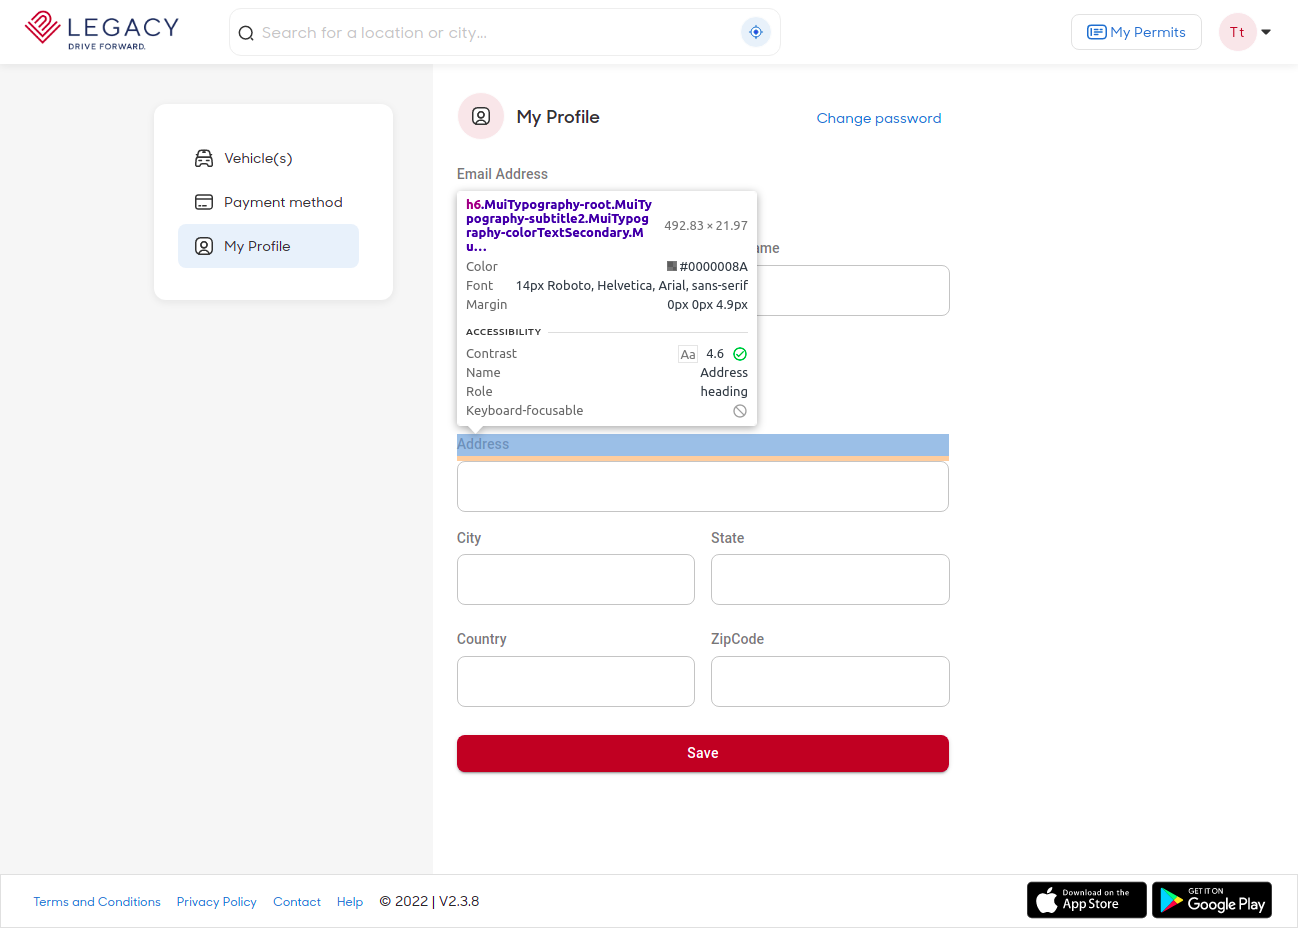 LEGACY
DRIVE FORWARD.
Search for a location or city...
My Permits
Tt
Vehicle(s)
Payment method
My Profile
My Profile
Change password
Email Address
h6.MuiTypography-root.MuiTy
pography-subtitle2.MuiTypog
raphy-colorTextSecondary.M
u...
492.83 × 21.97
Color #0000008A
Font 14px Roboto, Helvetica, Arial, sans-serif
Margin 0px 0px 4.9px
ACCESSIBILITY
Contrast Aa 4.6
Name Address
Role heading
Keyboard-focusable
Address
City State
Country ZipCode
Save
Terms and Conditions Privacy Policy Contact Help © 2022 | V2.3.8
Download on the
App Store
GET IT ON
Google Play